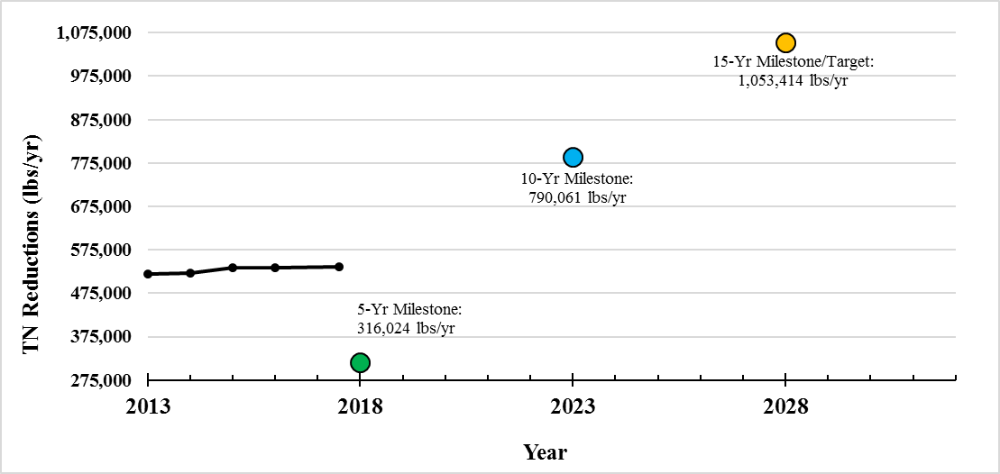 1,075,000
975,000
875,000
775,000
675,000
575,000
475,000
375,000
275,000
TN Reductions (lbs/yr)
15-Yr Milestone/Target:
1,053,414 lbs/yr
10-Yr Milestone:
790,061 lbs/yr
5-Yr Milestone:
316,024 lbs/yr
2013
2018
2023
2028
Year